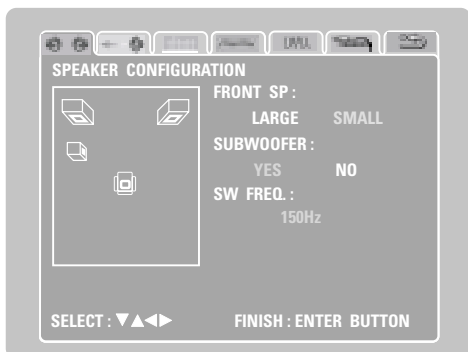 SPEAKER CONFIGURATION
FRONT SP :
LARGE SMALL
SUBWOOFER :
YES NO
SW FREQ. :
150Hz
SELECT : ▼▲◀▶ FINISH : ENTER BUTTON